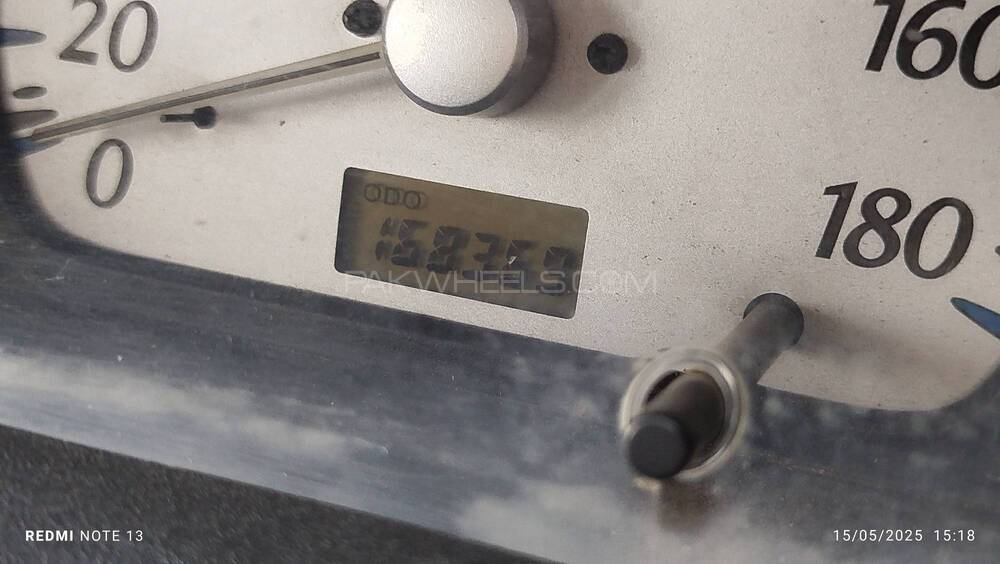 20
160
0
ODO
180
PAKWHEELS.COM
REDMI NOTE 13
15/05/2025 15:18